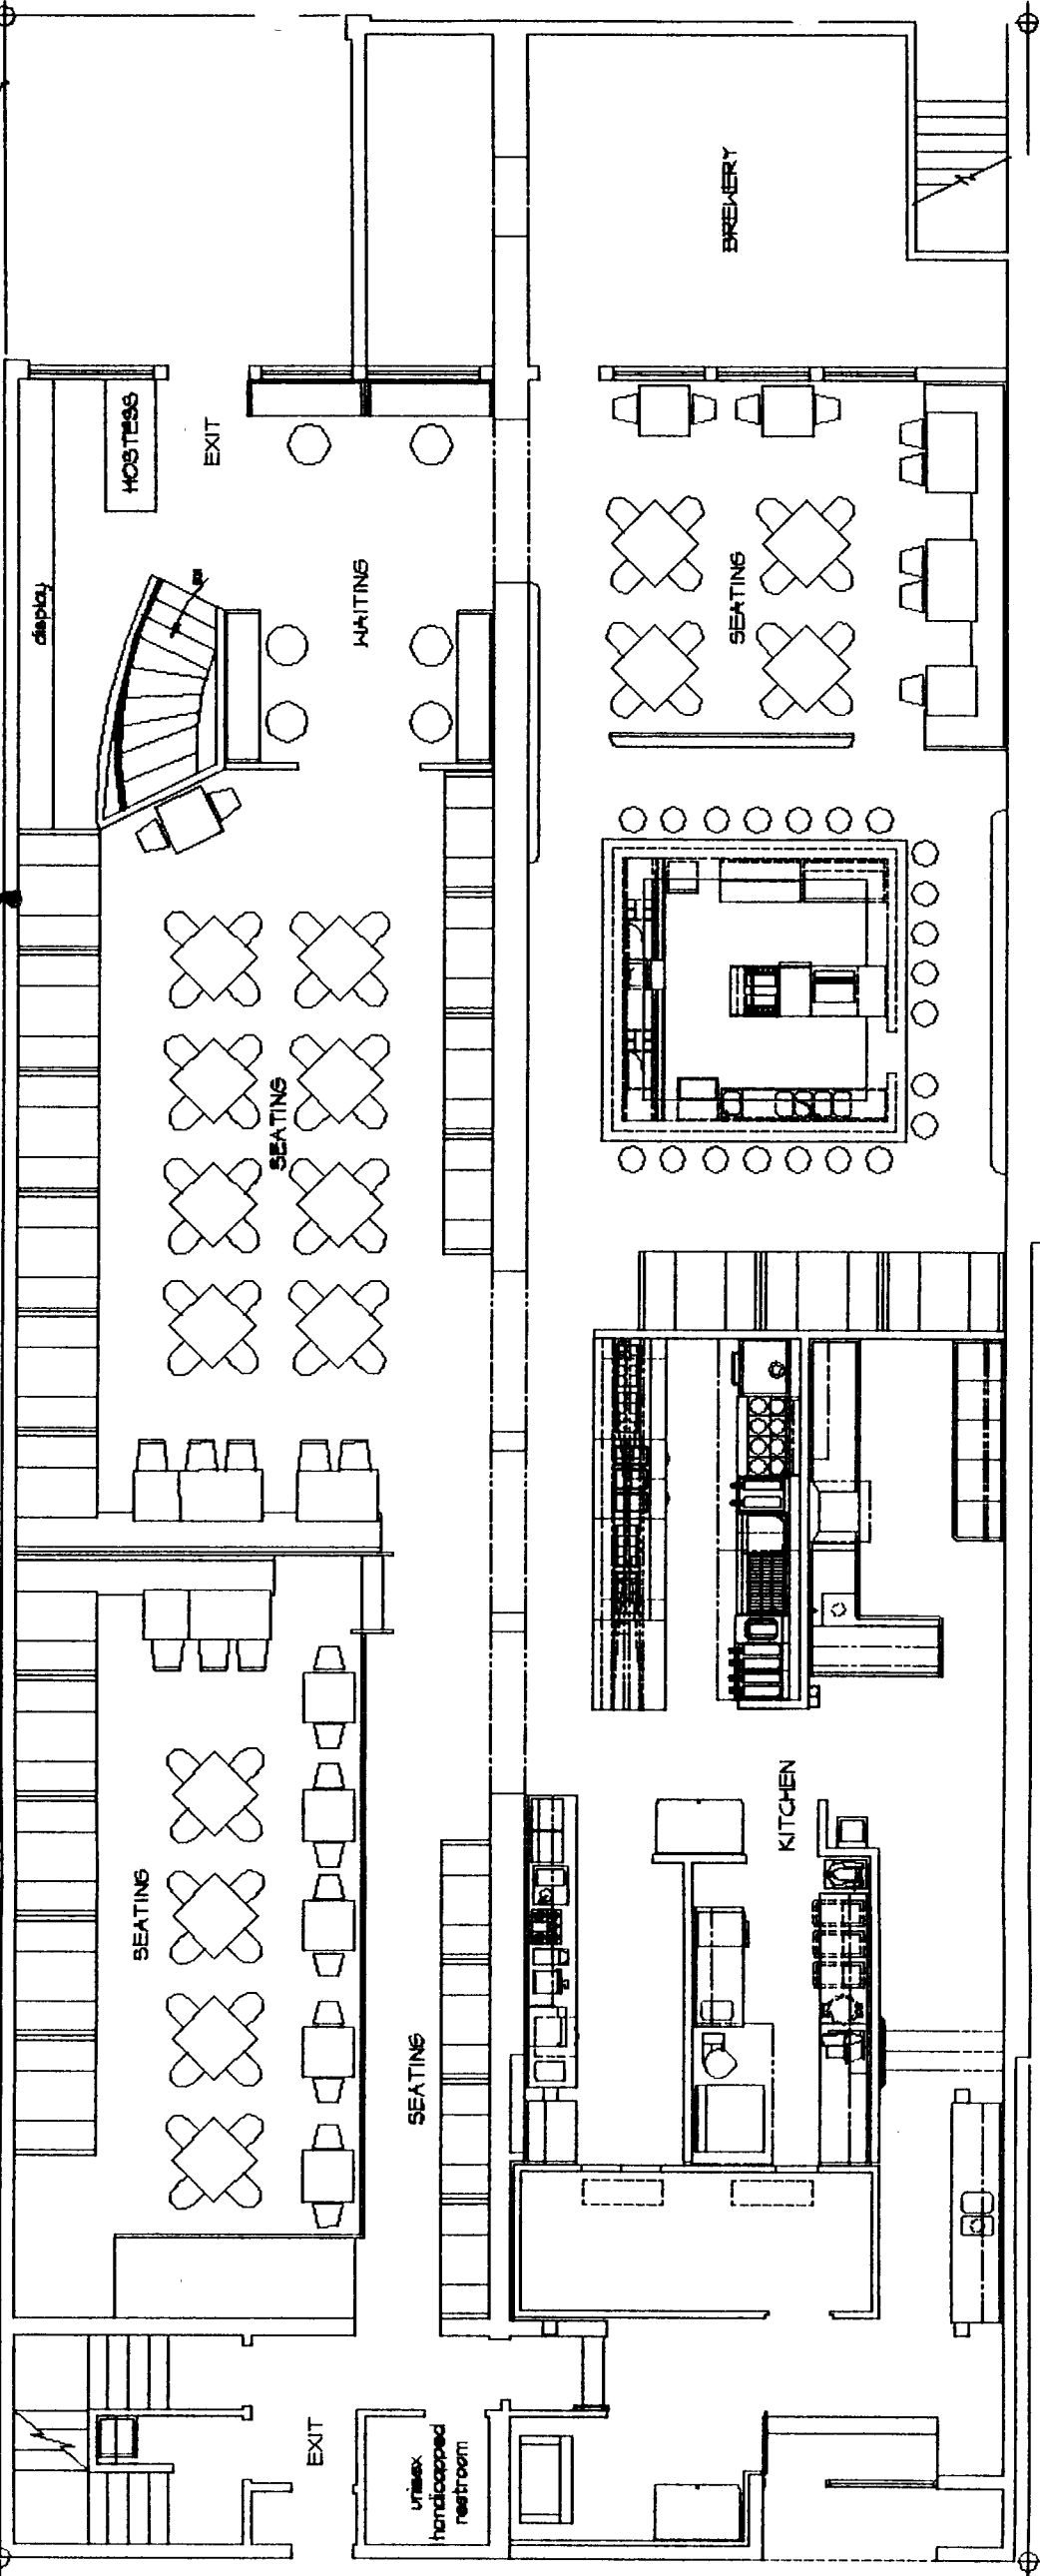 BREWERY
HOSTESS
EXIT
display
WAITING
SEATING
SEATING
SEATING
KITCHEN
SEATING
EXIT
unisex
handicapped
restroom